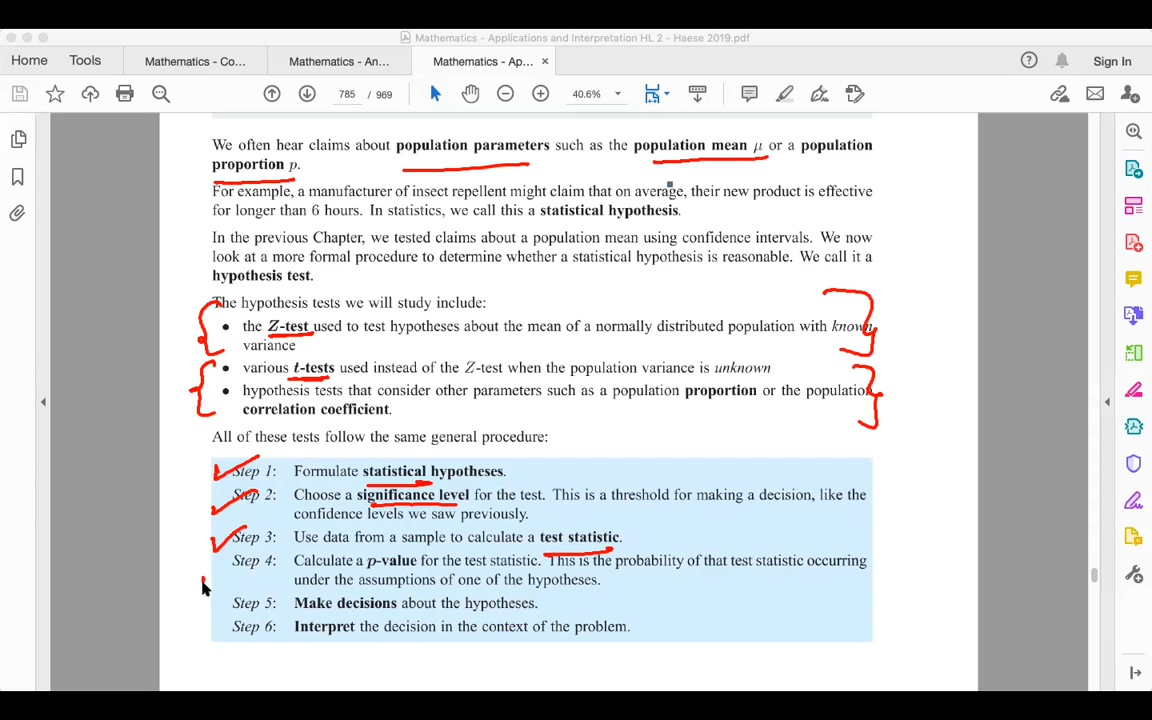 Mathematics - Applications and Interpretation HL 2 - Haese 2019.pdf
Home Tools Mathematics - Co... Mathematics - An... Mathematics - Ap... × Sign In
785 / 969 40.6%
We often hear claims about population parameters such as the population mean μ or a population
proportion p.
For example, a manufacturer of insect repellent might claim that on average, their new product is effective
for longer than 6 hours. In statistics, we call this a statistical hypothesis.
In the previous Chapter, we tested claims about a population mean using confidence intervals. We now
look at a more formal procedure to determine whether a statistical hypothesis is reasonable. We call it a
hypothesis test.
The hypothesis tests we will study include:
• the Z-test used to test hypotheses about the mean of a normally distributed population with known
variance
• various t-tests used instead of the Z-test when the population variance is unknown
• hypothesis tests that consider other parameters such as a population proportion or the population
correlation coefficient.
All of these tests follow the same general procedure:
Step 1: Formulate statistical hypotheses.
Step 2: Choose a significance level for the test. This is a threshold for making a decision, like the
confidence levels we saw previously.
Step 3: Use data from a sample to calculate a test statistic.
Step 4: Calculate a p-value for the test statistic. This is the probability of that test statistic occurring
under the assumptions of one of the hypotheses.
Step 5: Make decisions about the hypotheses.
Step 6: Interpret the decision in the context of the problem.